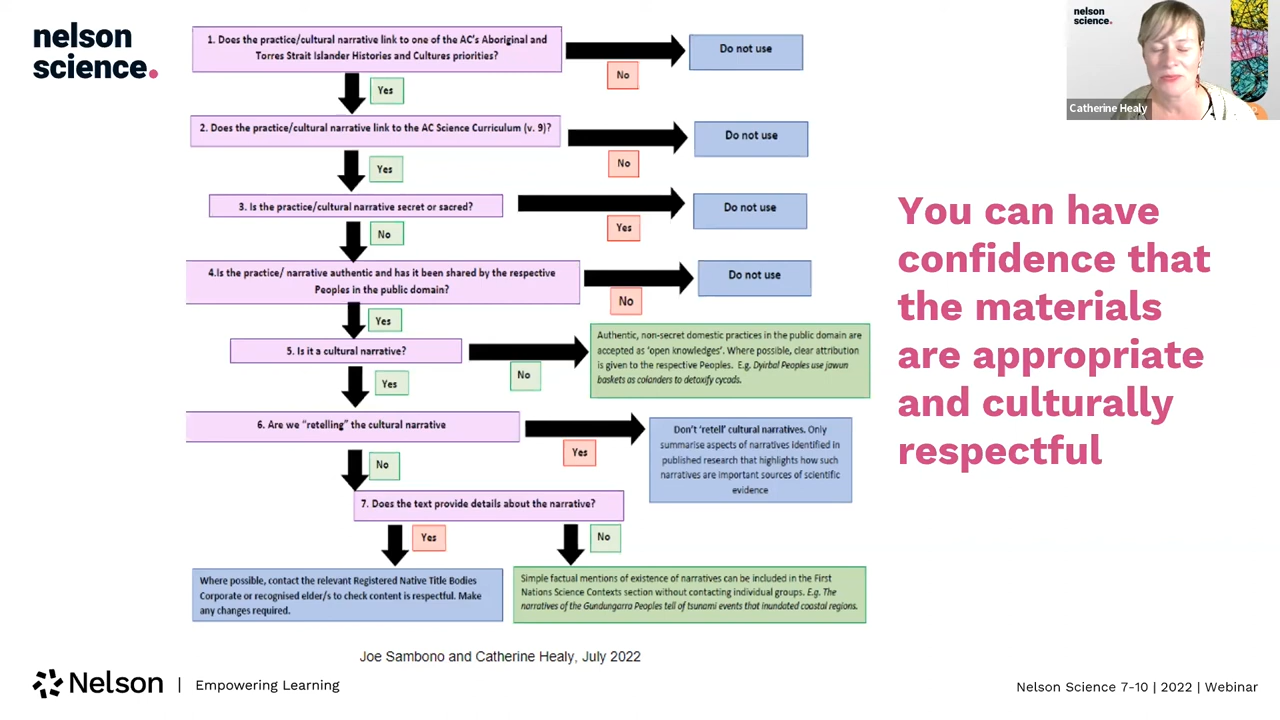 nelson
science.
1. Does the practice/cultural narrative link to one of the AC's Aboriginal and
Torres Strait Islander Histories and Cultures priorities?
No
Do not use
Yes
2. Does the practice/cultural narrative link to the AC Science Curriculum (v. 9)?
No
Do not use
Yes
3. Is the practice/cultural narrative secret or sacred?
Yes
Do not use
No
4.Is the practice/ narrative authentic and has it been shared by the respective
Peoples in the public domain?
No
Do not use
Yes
5. Is it a cultural narrative?
No
Authentic, non-secret domestic practices in the public domain are
accepted as 'open knowledges'. Where possible, clear attribution
is given to the respective Peoples. E.g. Dyirbal Peoples use jawun
baskets as colanders to detoxify cycads.
Yes
6. Are we "retelling" the cultural narrative
Yes
Don't 'retell' cultural narratives. Only
summarise aspects of narratives identified in
published research that highlights how such
narratives are important sources of scientific
evidence
No
7. Does the text provide details about the narrative?
Yes
No
Where possible, contact the relevant Registered Native Title Bodies
Corporate or recognised elder/s to check content is respectful. Make
any changes required.
Simple factual mentions of existence of narratives can be included in the First
Nations Science Contexts section without contacting individual groups. E.g. The
narratives of the Gundungarra Peoples tell of tsunami events that inundated coastal regions.
Joe Sambono and Catherine Healy, July 2022
nelson
science.
Catherine Healy
You can have
confidence that
the materials
are appropriate
and culturally
respectful
Nelson | Empowering Learning
Nelson Science 7-10 | 2022 | Webinar